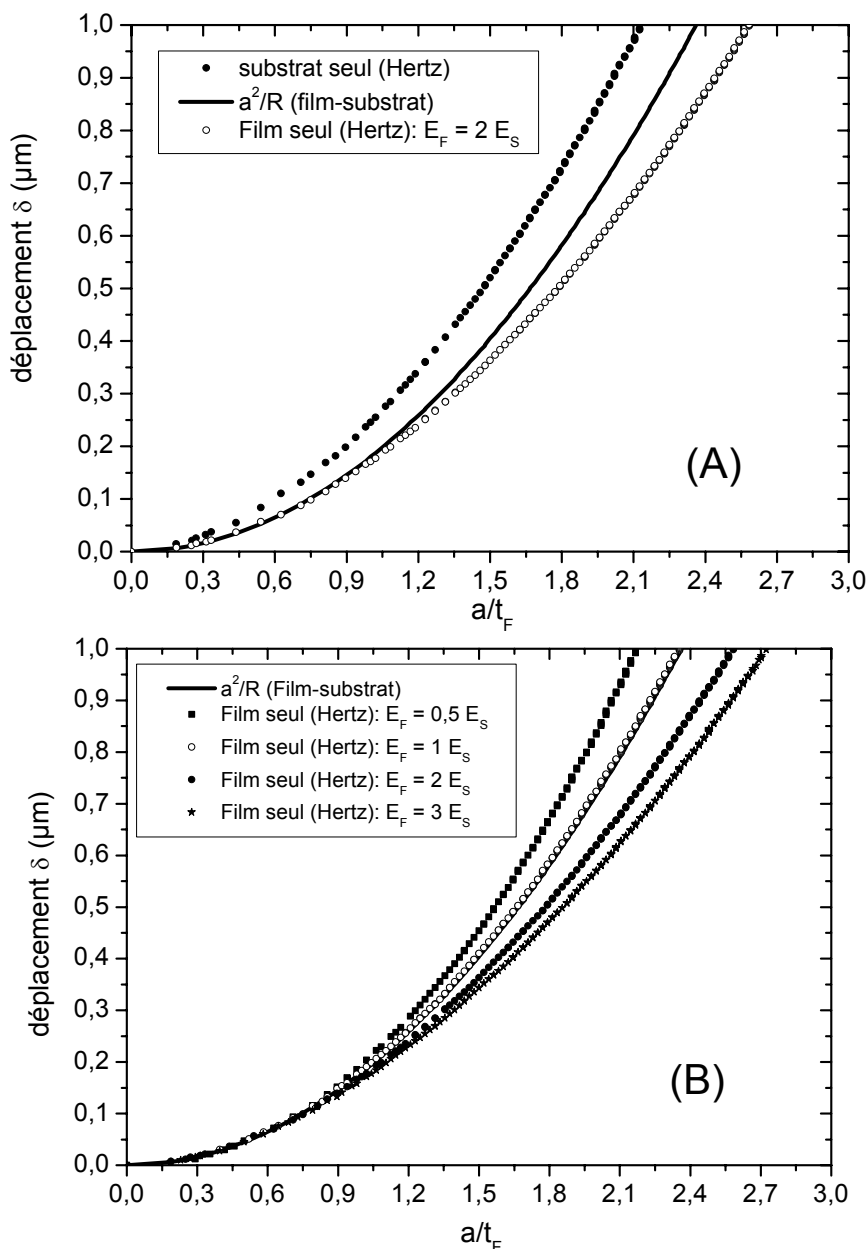 1,0
0,9
0,8
0,7
0,6
0,5
0,4
0,3
0,2
0,1
0,0
déplacement δ (µm)
substrat seul (Hertz)
a²/R (film-substrat)
Film seul (Hertz): E_F = 2 E_S
(A)
0,0 0,3 0,6 0,9 1,2 1,5 1,8 2,1 2,4 2,7 3,0
a/t_F
1,0
0,9
0,8
0,7
0,6
0,5
0,4
0,3
0,2
0,1
0,0
déplacement δ (µm)
a²/R (Film-substrat)
Film seul (Hertz): E_F = 0,5 E_S
Film seul (Hertz): E_F = 1 E_S
Film seul (Hertz): E_F = 2 E_S
Film seul (Hertz): E_F = 3 E_S
(B)
0,0 0,3 0,6 0,9 1,2 1,5 1,8 2,1 2,4 2,7 3,0
a/t_F